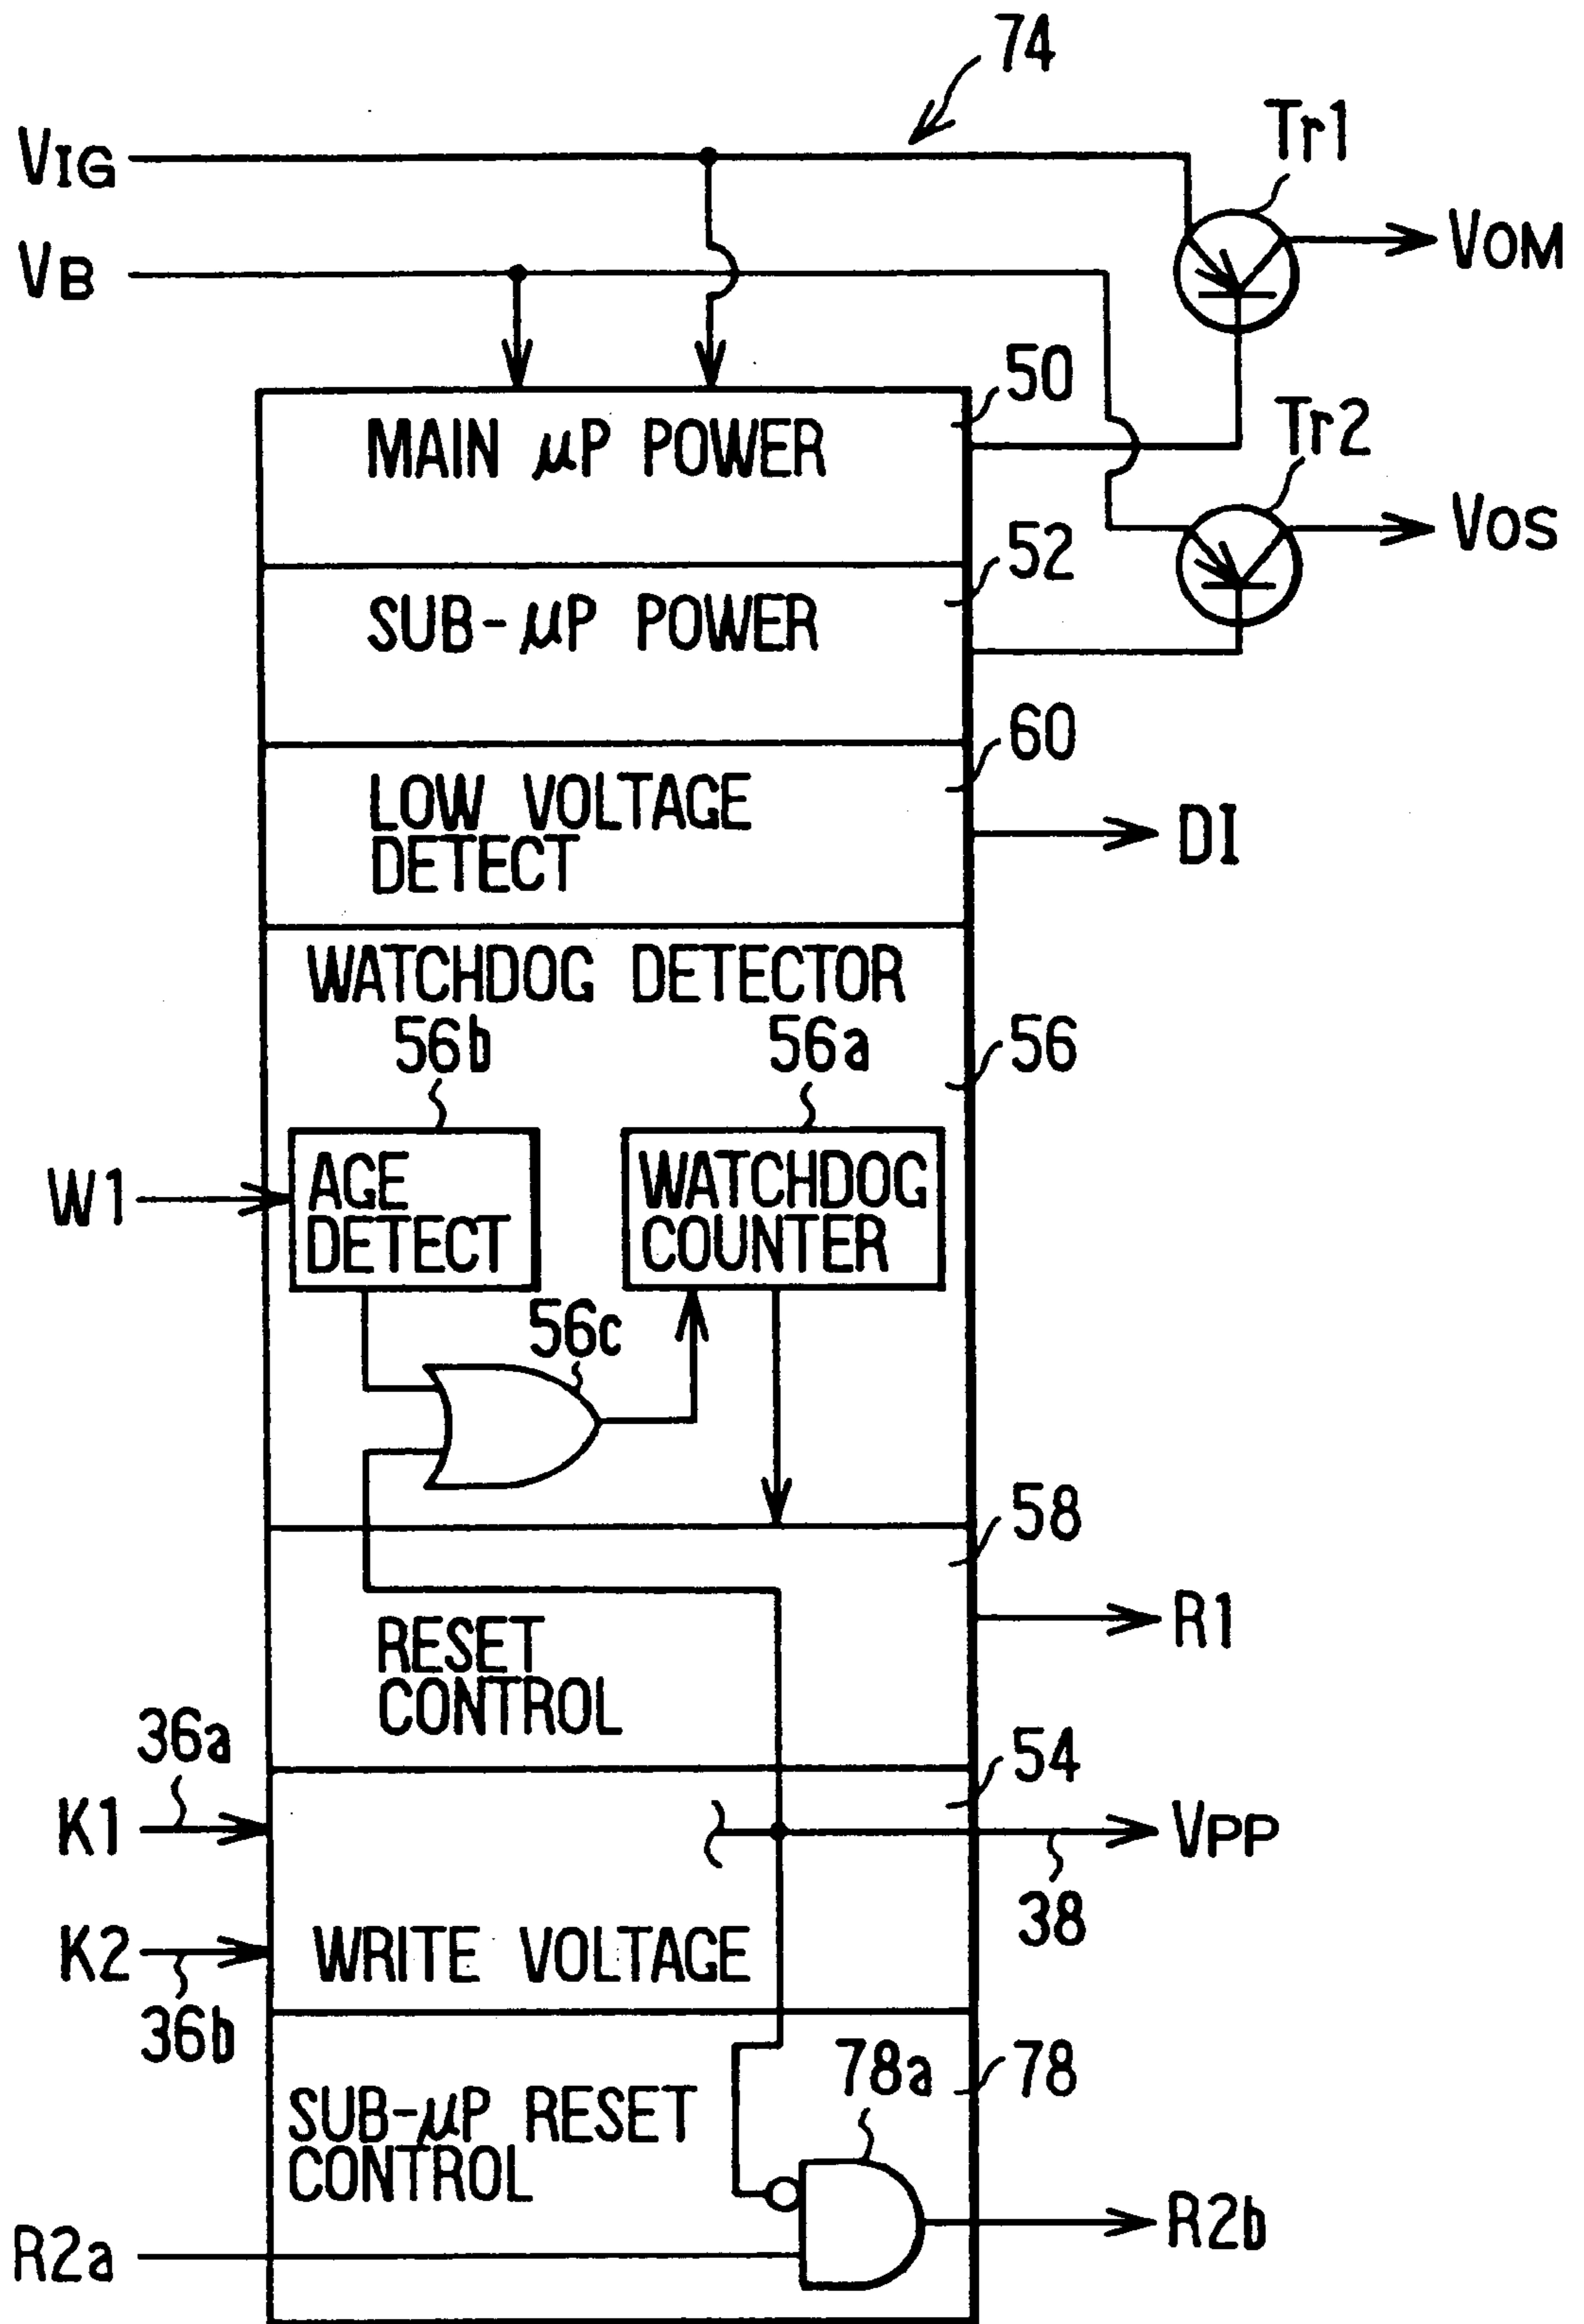 74
VIG
Tr1
VOM
VB
50
MAIN μP POWER
Tr2
VOS
52
SUB-μP POWER
60
LOW VOLTAGE
DETECT
DI
WATCHDOG DETECTOR
56b
56a
56
W1
AGE
DETECT
WATCHDOG
COUNTER
56c
58
R1
RESET
CONTROL
36a
54
K1
VPP
38
K2
WRITE VOLTAGE
36b
78a
78
SUB-μP RESET
CONTROL
R2b
R2a